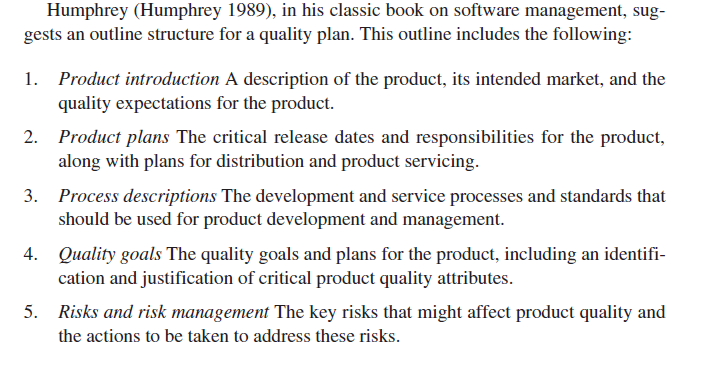 Humphrey (Humphrey 1989), in his classic book on software management, sug-
gests an outline structure for a quality plan. This outline includes the following:
1. Product introduction A description of the product, its intended market, and the
quality expectations for the product.
2. Product plans The critical release dates and responsibilities for the product,
along with plans for distribution and product servicing.
3. Process descriptions The development and service processes and standards that
should be used for product development and management.
4. Quality goals The quality goals and plans for the product, including an identifi-
cation and justification of critical product quality attributes.
5. Risks and risk management The key risks that might affect product quality and
the actions to be taken to address these risks.